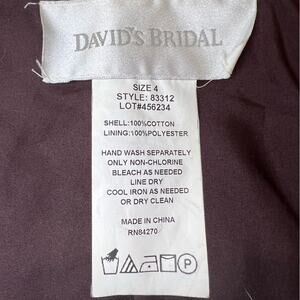 DAVID'S BRIDAL
SIZE 4
STYLE: 83312
LOT#456234
SHELL:100%COTTON
LINING:100%POLYESTER
HAND WASH SEPARATELY
ONLY NON-CHLORINE
BLEACH AS NEEDED
LINE DRY
COOL IRON AS NEEDED
OR DRY CLEAN
MADE IN CHINA
RN84270
P